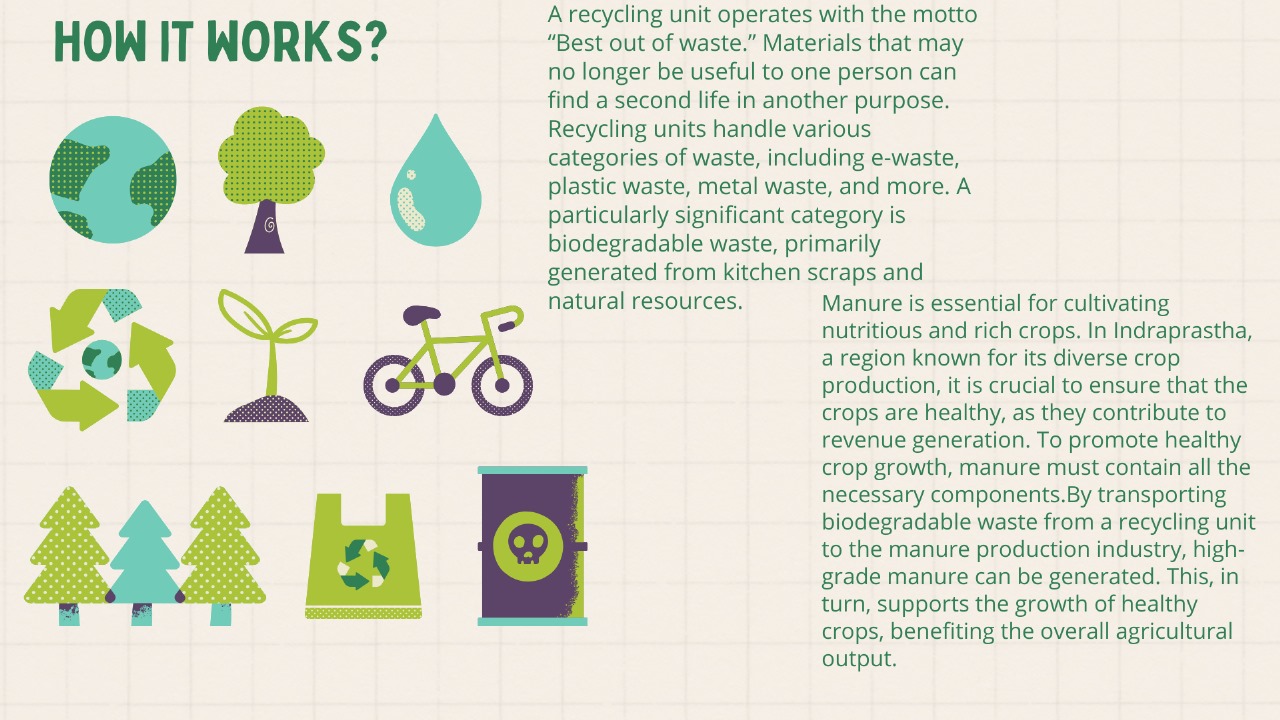 HOW IT WORKS?
A recycling unit operates with the motto
“Best out of waste.” Materials that may
no longer be useful to one person can
find a second life in another purpose.
Recycling units handle various
categories of waste, including e-waste,
plastic waste, metal waste, and more. A
particularly significant category is
biodegradable waste, primarily
generated from kitchen scraps and
natural resources.
Manure is essential for cultivating
nutritious and rich crops. In Indraprastha,
a region known for its diverse crop
production, it is crucial to ensure that the
crops are healthy, as they contribute to
revenue generation. To promote healthy
crop growth, manure must contain all the
necessary components.By transporting
biodegradable waste from a recycling unit
to the manure production industry, high-
grade manure can be generated. This, in
turn, supports the growth of healthy
crops, benefiting the overall agricultural
output.